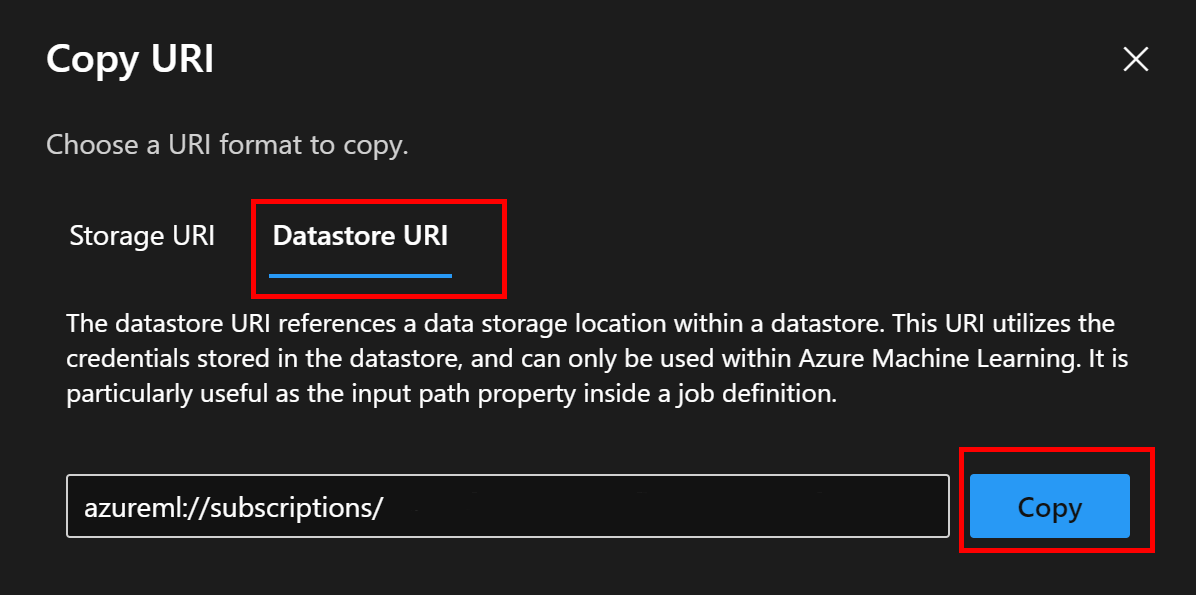 Copy URI
Choose a URI format to copy.
Storage URI
Datastore URI
The datastore URI references a data storage location within a datastore. This URI utilizes the
credentials stored in the datastore, and can only be used within Azure Machine Learning. It is
particularly useful as the input path property inside a job definition.
azureml://subscriptions/
Copy